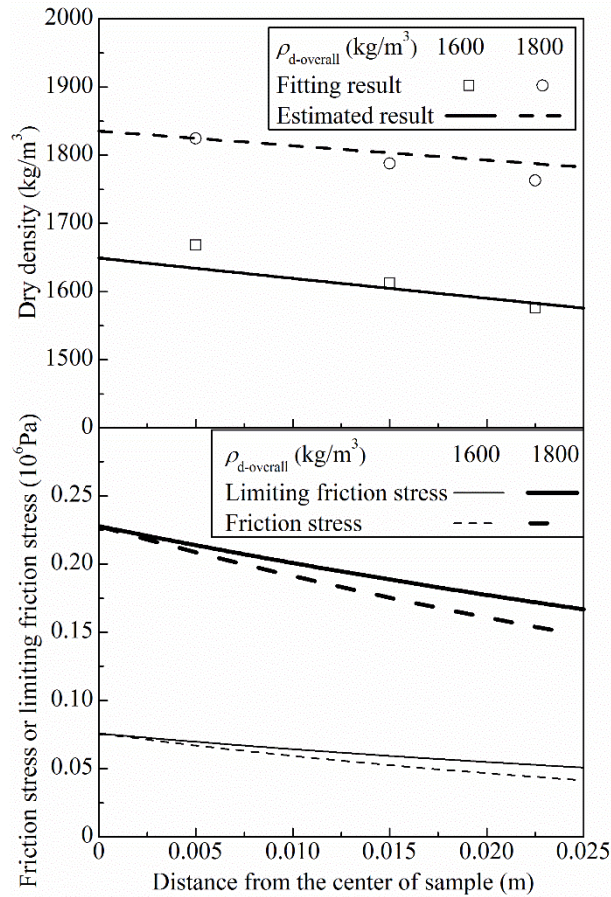 2000
1900
1800
1700
1600
1500
0
Dry density (kg/m³)
ρd-overall (kg/m³) 1600 1800
Fitting result
Estimated result
0.25
0.20
0.15
0.10
0.05
0
Friction stress or limiting friction stress (10⁶Pa)
ρd-overall (kg/m³) 1600 1800
Limiting friction stress
Friction stress
0 0.005 0.010 0.015 0.020 0.025
Distance from the center of sample (m)